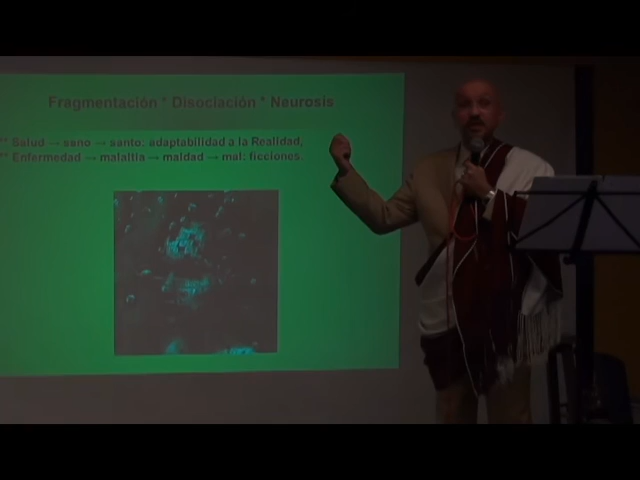 Fragmentación * Disociación * Neurosis
** Salud → sano → santo: adaptabilidad a la Realidad,
** Enfermedad → malaltia → maldad → mal: ficciones.